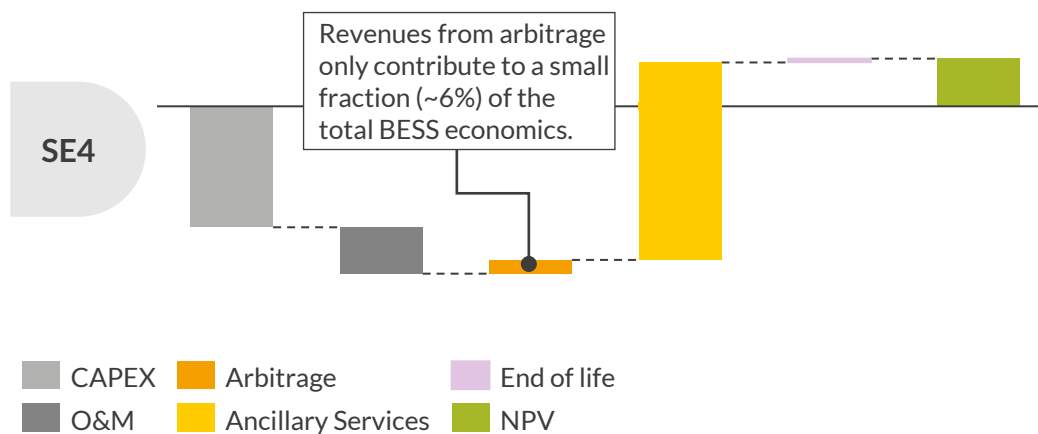 Revenues from arbitrage
only contribute to a small
fraction (~6%) of the
total BESS economics.
SE4
CAPEX
Arbitrage
End of life
O&M
Ancillary Services
NPV